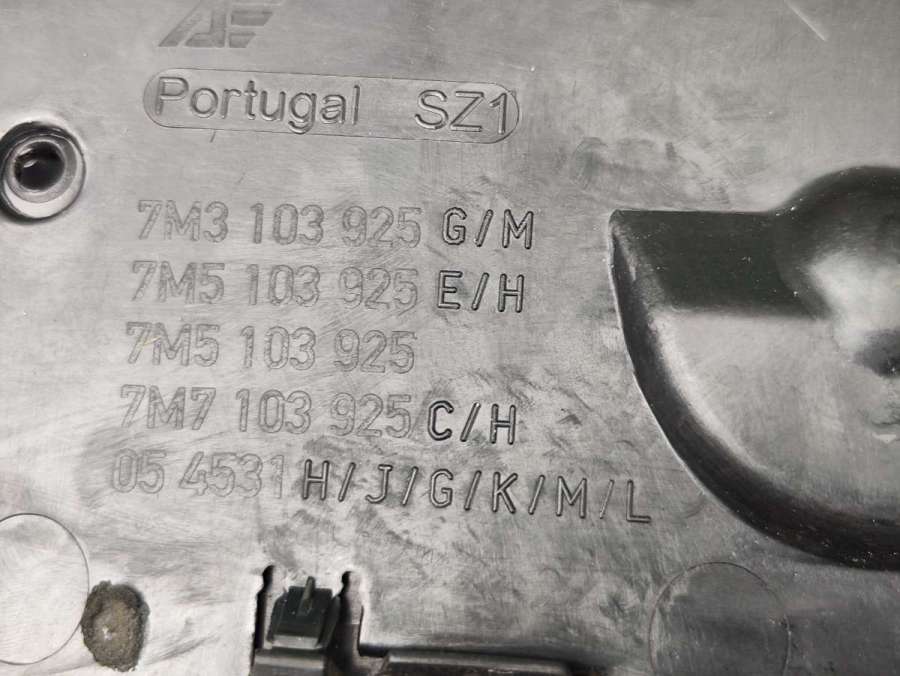 AF
Portugal SZ1
7M3 103 925 G/M
7M5 103 925 E/H
7M5 103 925
7M7 103 925 C/H
05 4531 H/J/G/K/M/L